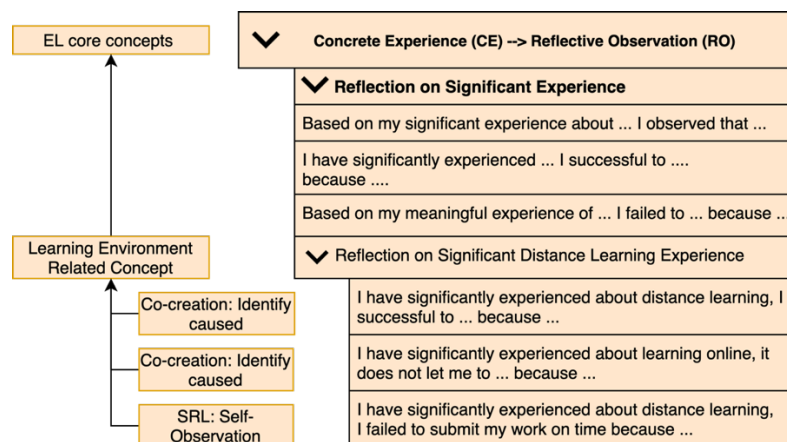 EL core concepts
Concrete Experience (CE) --> Reflective Observation (RO)
Reflection on Significant Experience
Based on my significant experience about ... I observed that ...
I have significantly experienced ... I successful to ....
because ....
Based on my meaningful experience of ... I failed to ... because ...
Learning Environment
Related Concept
Reflection on Significant Distance Learning Experience
Co-creation: Identify
caused
I have significantly experienced about distance learning, I
successful to ... because ...
Co-creation: Identify
caused
I have significantly experienced about learning online, it
does not let me to ... because ...
SRL: Self-
Observation
I have significantly experienced about distance learning,
I failed to submit my work on time because ...